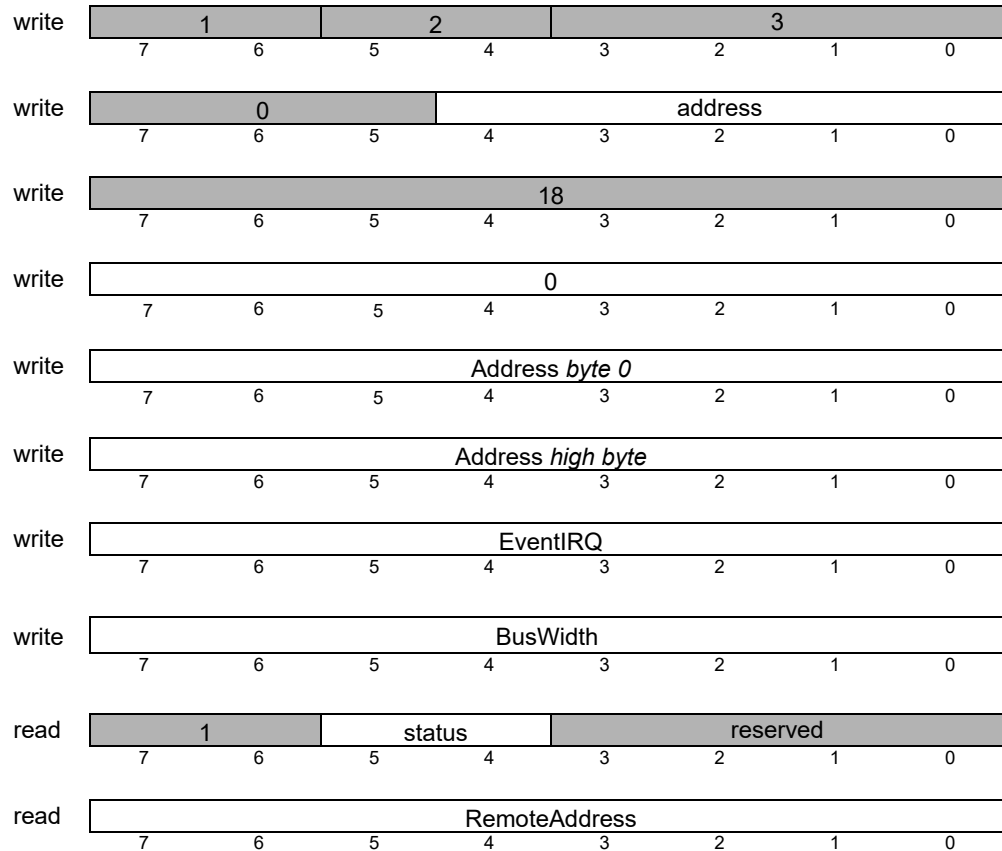 write 1 2 3
7 6 5 4 3 2 1 0
write 0 address
7 6 5 4 3 2 1 0
write 18
7 6 5 4 3 2 1 0
write 0
7 6 5 4 3 2 1 0
write Address byte 0
7 6 5 4 3 2 1 0
write Address high byte
7 6 5 4 3 2 1 0
write EventIRQ
7 6 5 4 3 2 1 0
write BusWidth
7 6 5 4 3 2 1 0
read 1 status reserved
7 6 5 4 3 2 1 0
read RemoteAddress
7 6 5 4 3 2 1 0